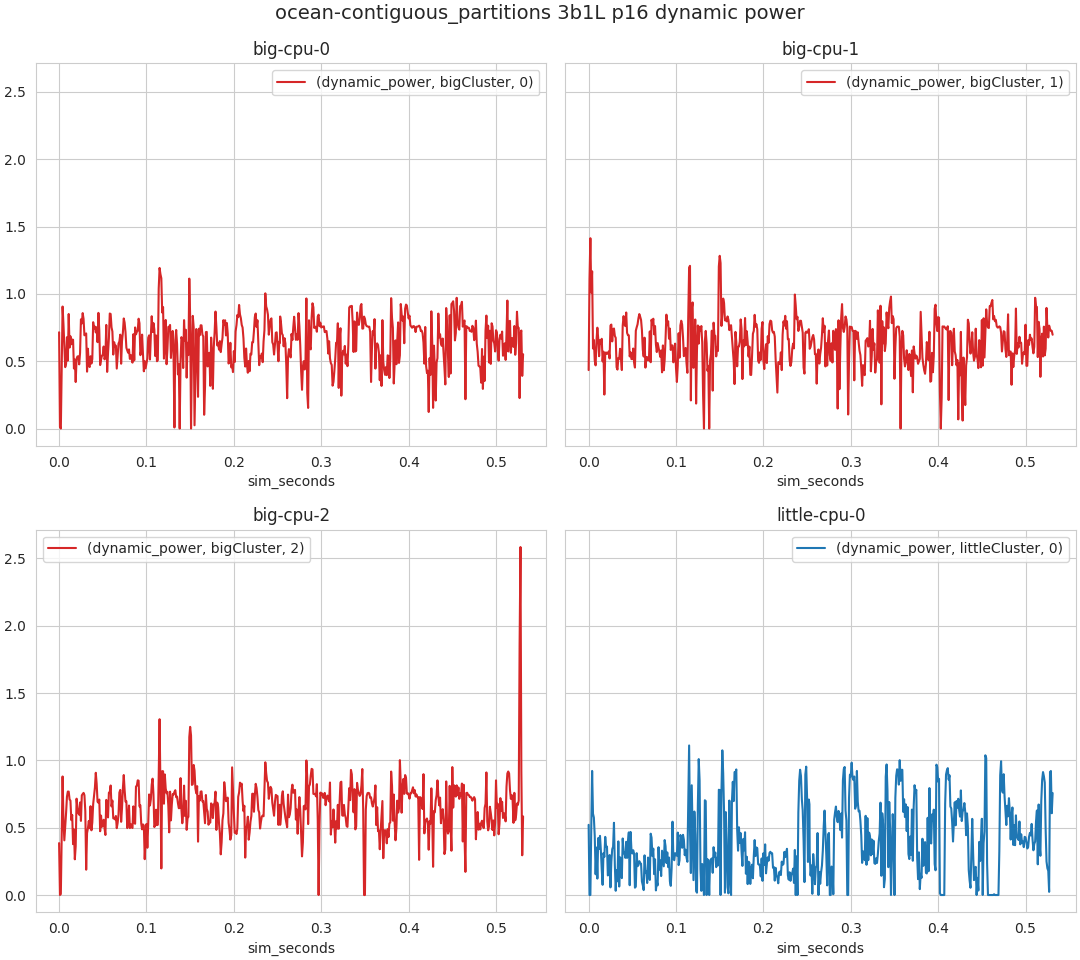 ocean-contiguous_partitions 3b1L p16 dynamic power
big-cpu-0
big-cpu-1
(dynamic_power, bigCluster, 0)
(dynamic_power, bigCluster, 1)
2.5
2.0
1.5
1.0
0.5
0.0
0.0 0.1 0.2 0.3 0.4 0.5
0.0 0.1 0.2 0.3 0.4 0.5
sim_seconds
sim_seconds
big-cpu-2
little-cpu-0
(dynamic_power, bigCluster, 2)
(dynamic_power, littleCluster, 0)
2.5
2.0
1.5
1.0
0.5
0.0
0.0 0.1 0.2 0.3 0.4 0.5
0.0 0.1 0.2 0.3 0.4 0.5
sim_seconds
sim_seconds